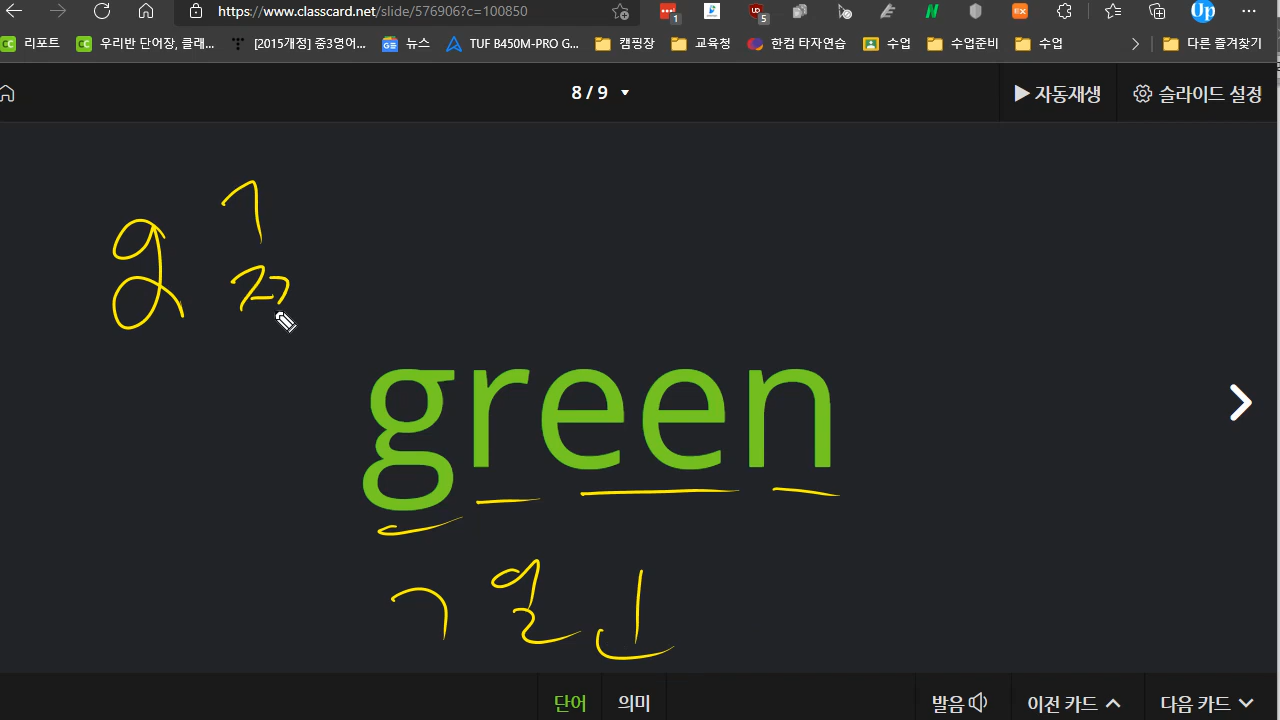 https://www.classcard.net/slide/576906?c=100850
리포트 우리반 단어장, 클래... [2015개정] 중3영어... 뉴스 TUF B450M-PRO G... 캠핑장 교육청 한컴 타자연습 수업 수업준비 수업 다른 즐겨찾기
8 / 9 자동재생 슬라이드 설정
g ㄱ
green
단어 의미 발음 이전 카드 다음 카드